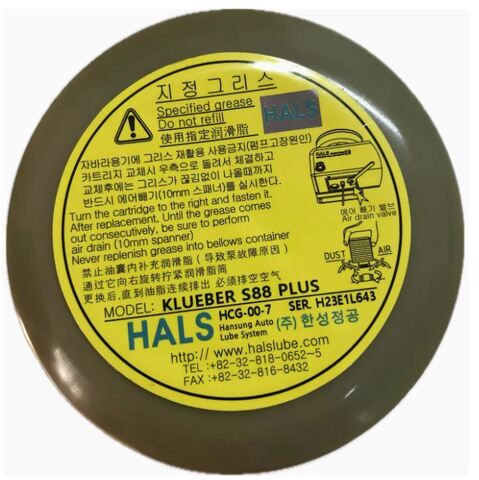 지정그리스
Specified grease
Do not refill
使用指定润滑脂
HALS
자바라용기에 그리스 재활용 사용금지(펌프고장원인)
카트리지 교체시 우측으로 돌려서 체결하고
교체후에는 그리스가 끊김없이 나올때까지
반드시 에어빼기(10mm 스패너)를 실시한다.
Turn the cartridge to the right and fasten it.
After replacement, Until the grease comes
out consecutively, be sure to perform
air drain (10mm spanner)
Never replenish grease into bellows container
禁止油囊内补充润滑脂(导致泵故障原因)
通过它向右旋转拧紧润滑脂筒
更换后,直到油脂连续排出 必须排空空气
HALS
에어 빼기 밸브
Air drain valve
DUST
AIR
MODEL: KLUEBER S88 PLUS
HALS
HCG-00-7
SER. H23E1L643
Hansung Auto
Lube System
(주)한성정공
http:// www.halslube.com
TEL :+82-32-818-0652~5
FAX :+82-32-816-8432